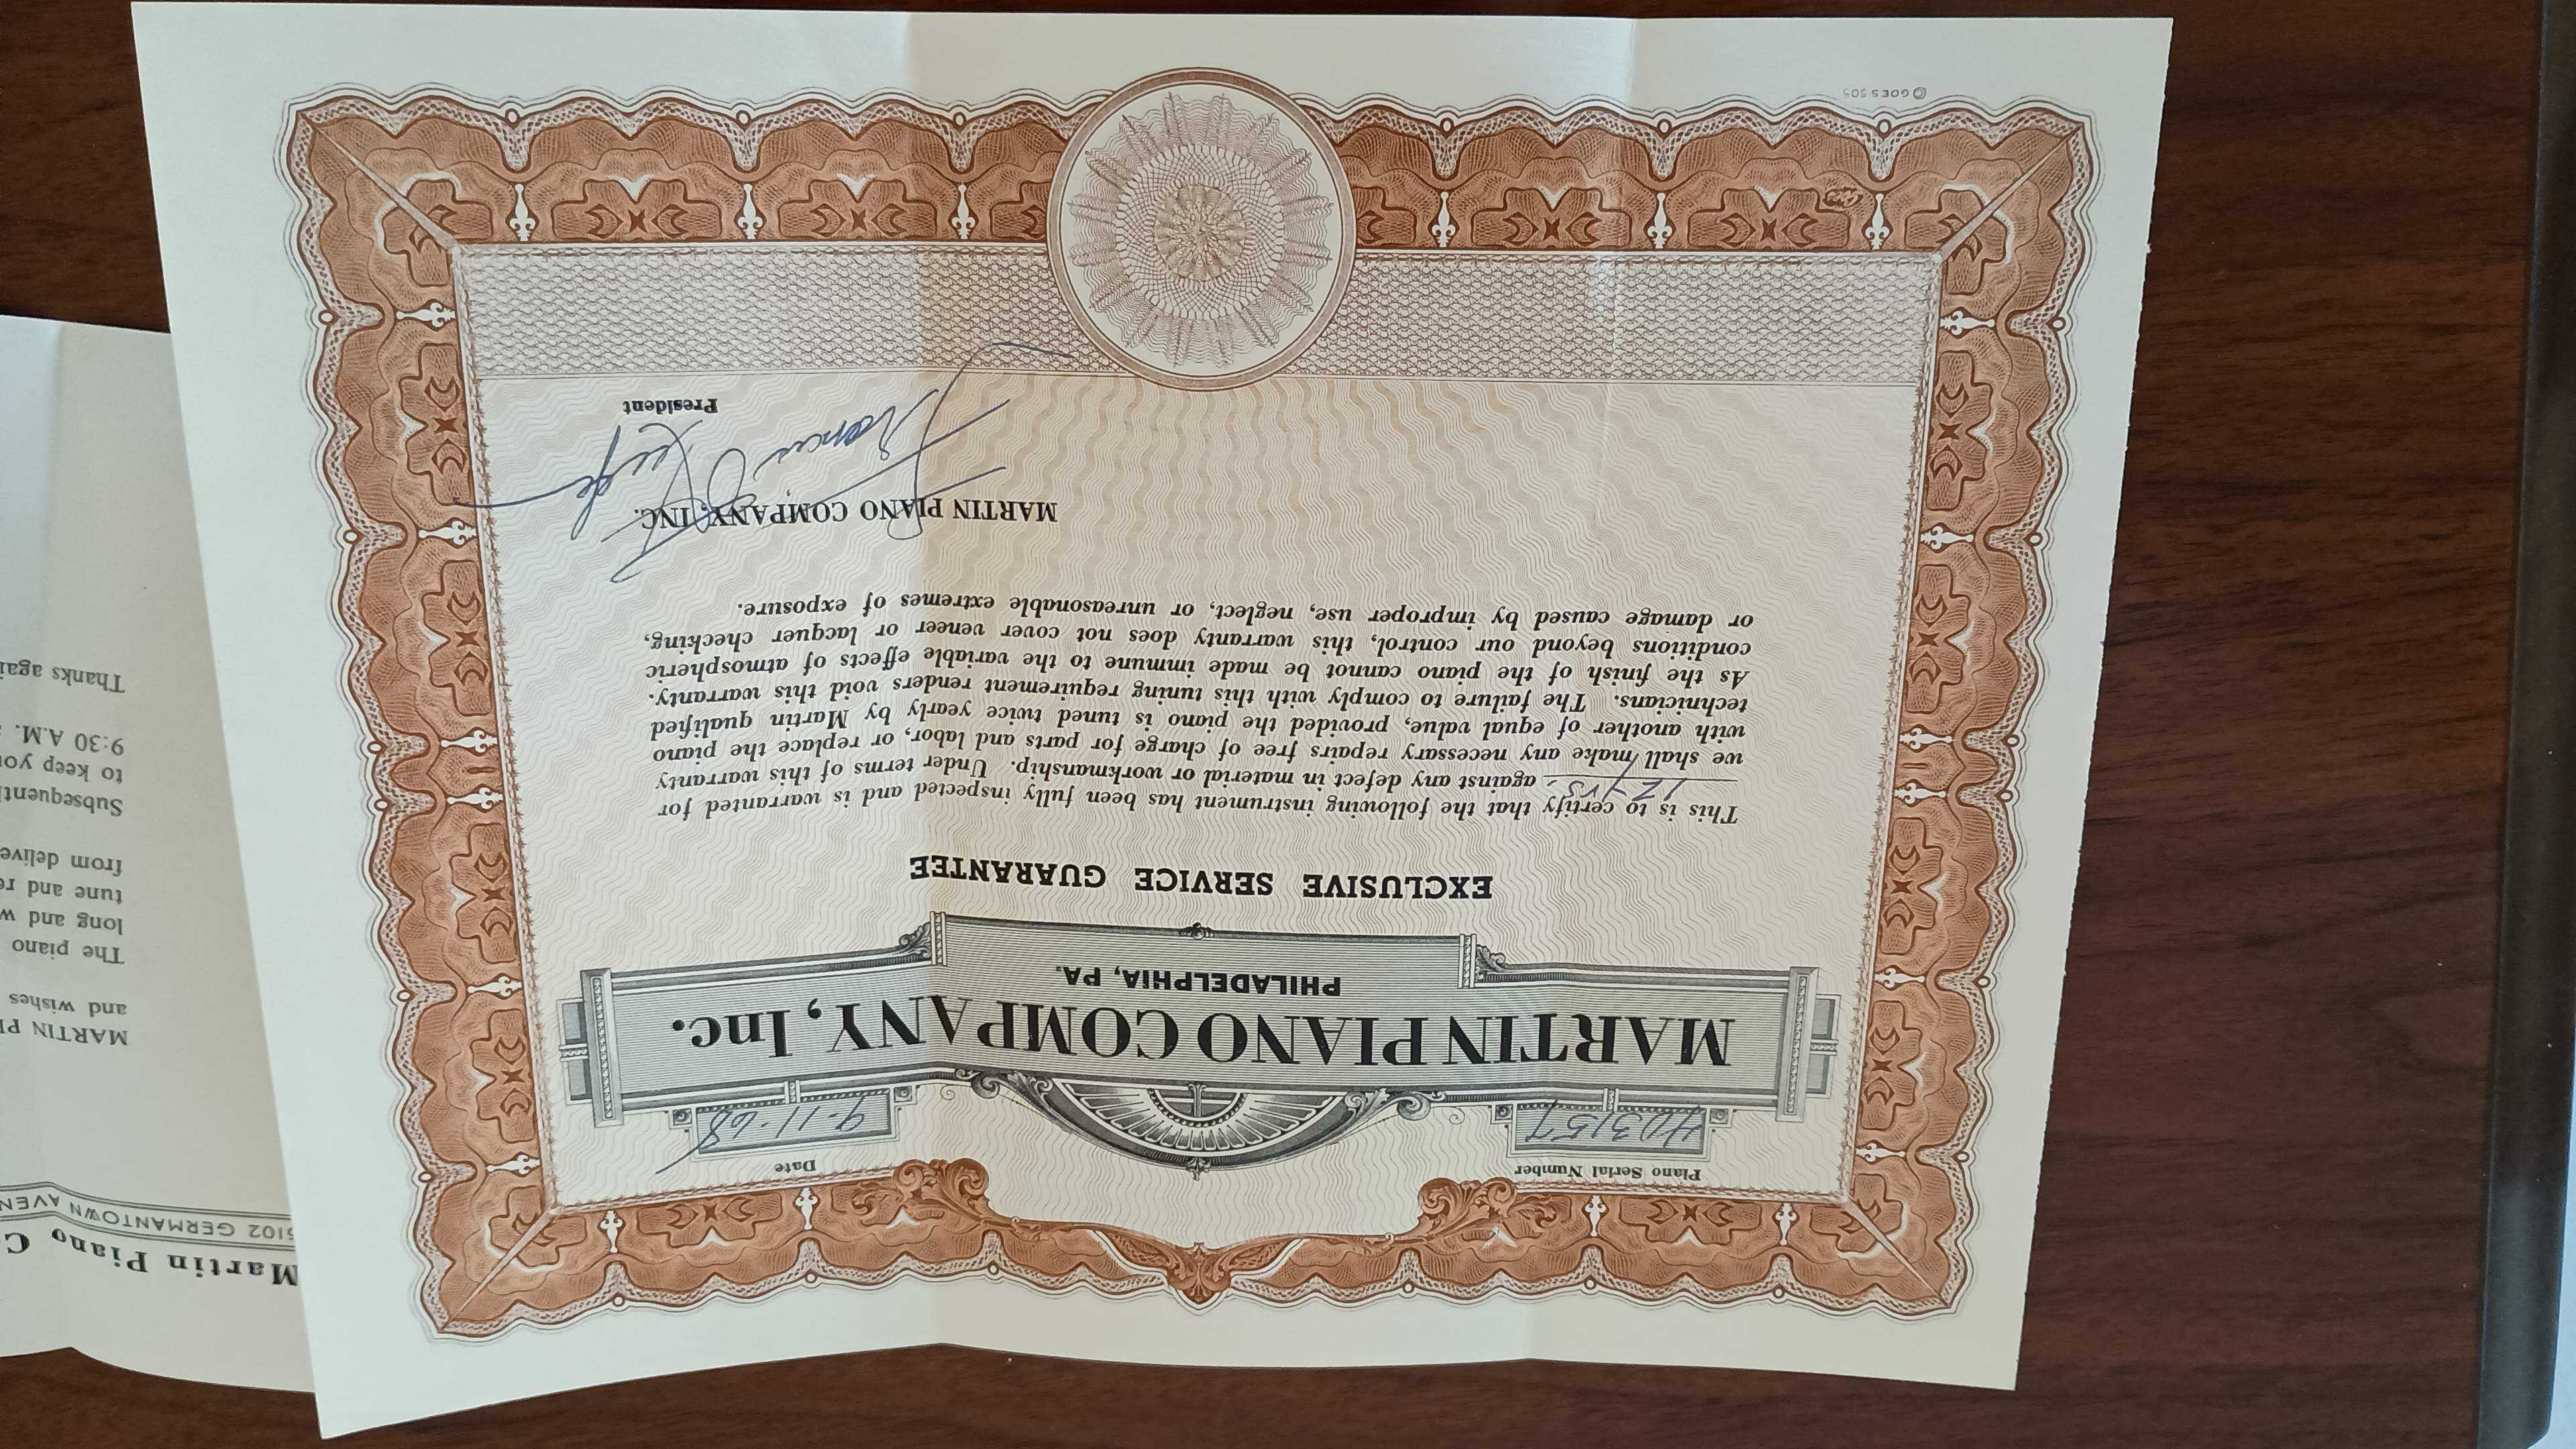 Piano Serial Number
403157
Date
9-11-68
MARTIN PIANO COMPANY, Inc.
PHILADELPHIA, PA.
EXCLUSIVE SERVICE GUARANTEE
This is to certify that the following instrument has been fully inspected and is warranted for
12 yrs. against any defect in material or workmanship. Under terms of this warranty
we shall make any necessary repairs free of charge for parts and labor, or replace the piano
with another of equal value, provided the piano is tuned twice yearly by Martin qualified
technicians. The failure to comply with this tuning requirement renders void this warranty.
As the finish of the piano cannot be made immune to the variable effects of atmospheric
conditions beyond our control, this warranty does not cover veneer or lacquer checking,
or damage caused by improper use, neglect, or unreasonable extremes of exposure.
MARTIN PIANO COMPANY, INC.
President
© GOES 505
Goes
Martin Piano C
5102 GERMANTOWN AVEN
MARTIN PI
and wishes
The piano
long and w
tune and re
from delive
Subsequent
to keep yo
9:30 A.M.
Thanks agai